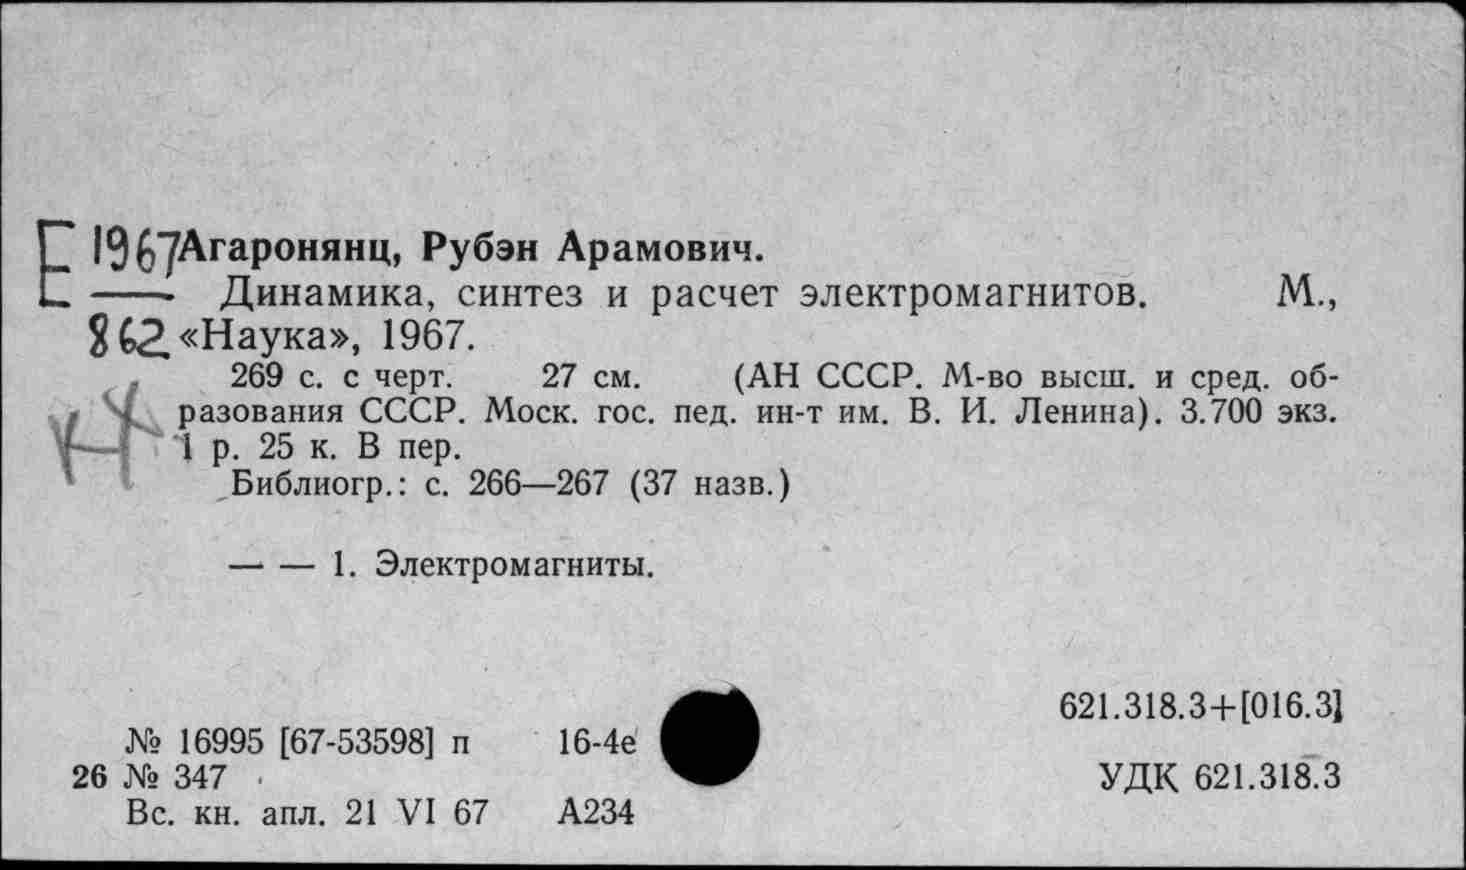 Е 1967 Агаронянц, Рубэн Арамович.
Динамика, синтез и расчет электромагнитов. М.,
862 «Наука», 1967.
269 с. с черт. 27 см. (АН СССР. М-во высш. и сред. об-
разования СССР. Моск. гос. пед. ин-т им. В. И. Ленина). 3.700 экз.
1 р. 25 к. В пер.
Библиогр.: с. 266—267 (37 назв.)
— — 1. Электромагниты.
621.318.3+[016.3]
№ 16995 [67-53598] п 16-4е
26 № 347 УДК 621.318.3
Вс. кн. апл. 21 VI 67 А234